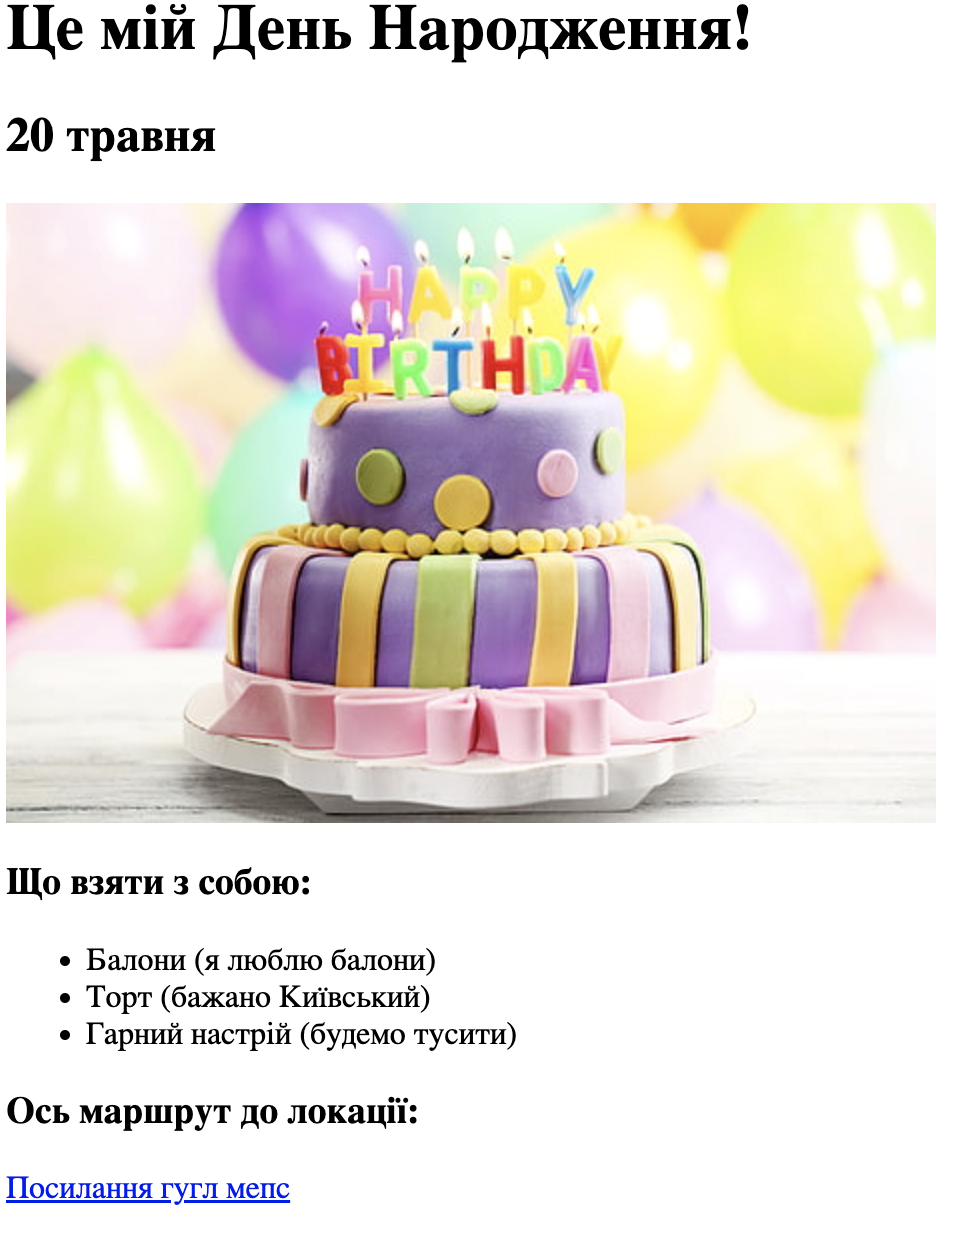 Це мій День Народження!
20 травня
HAPPY
BIRTHDAY
Що взяти з собою:
Балони (я люблю балони)
Торт (бажано Київський)
Гарний настрій (будемо тусити)
Ось маршрут до локації:
Посилання гугл мепс